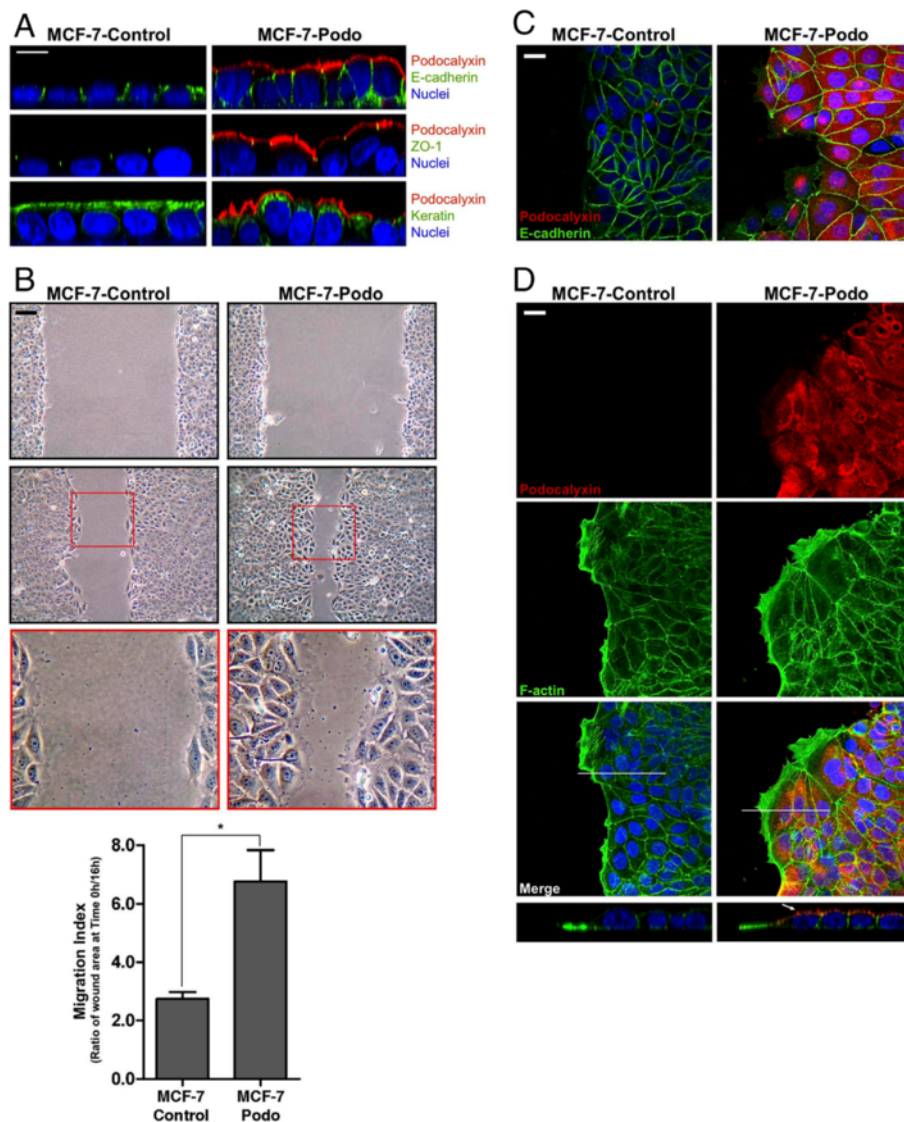 A
MCF-7-Control
MCF-7-Podo
Podocalyxin
E-cadherin
Nuclei
Podocalyxin
ZO-1
Nuclei
Podocalyxin
Keratin
Nuclei
B
MCF-7-Control
MCF-7-Podo
*
Migration Index
(Ratio of wound area at Time 0h/16h)
8.0
6.0
4.0
2.0
0.0
MCF-7
Control
MCF-7
Podo
C
MCF-7-Control
MCF-7-Podo
Podocalyxin
E-cadherin
D
MCF-7-Control
MCF-7-Podo
Podocalyxin
F-actin
Merge